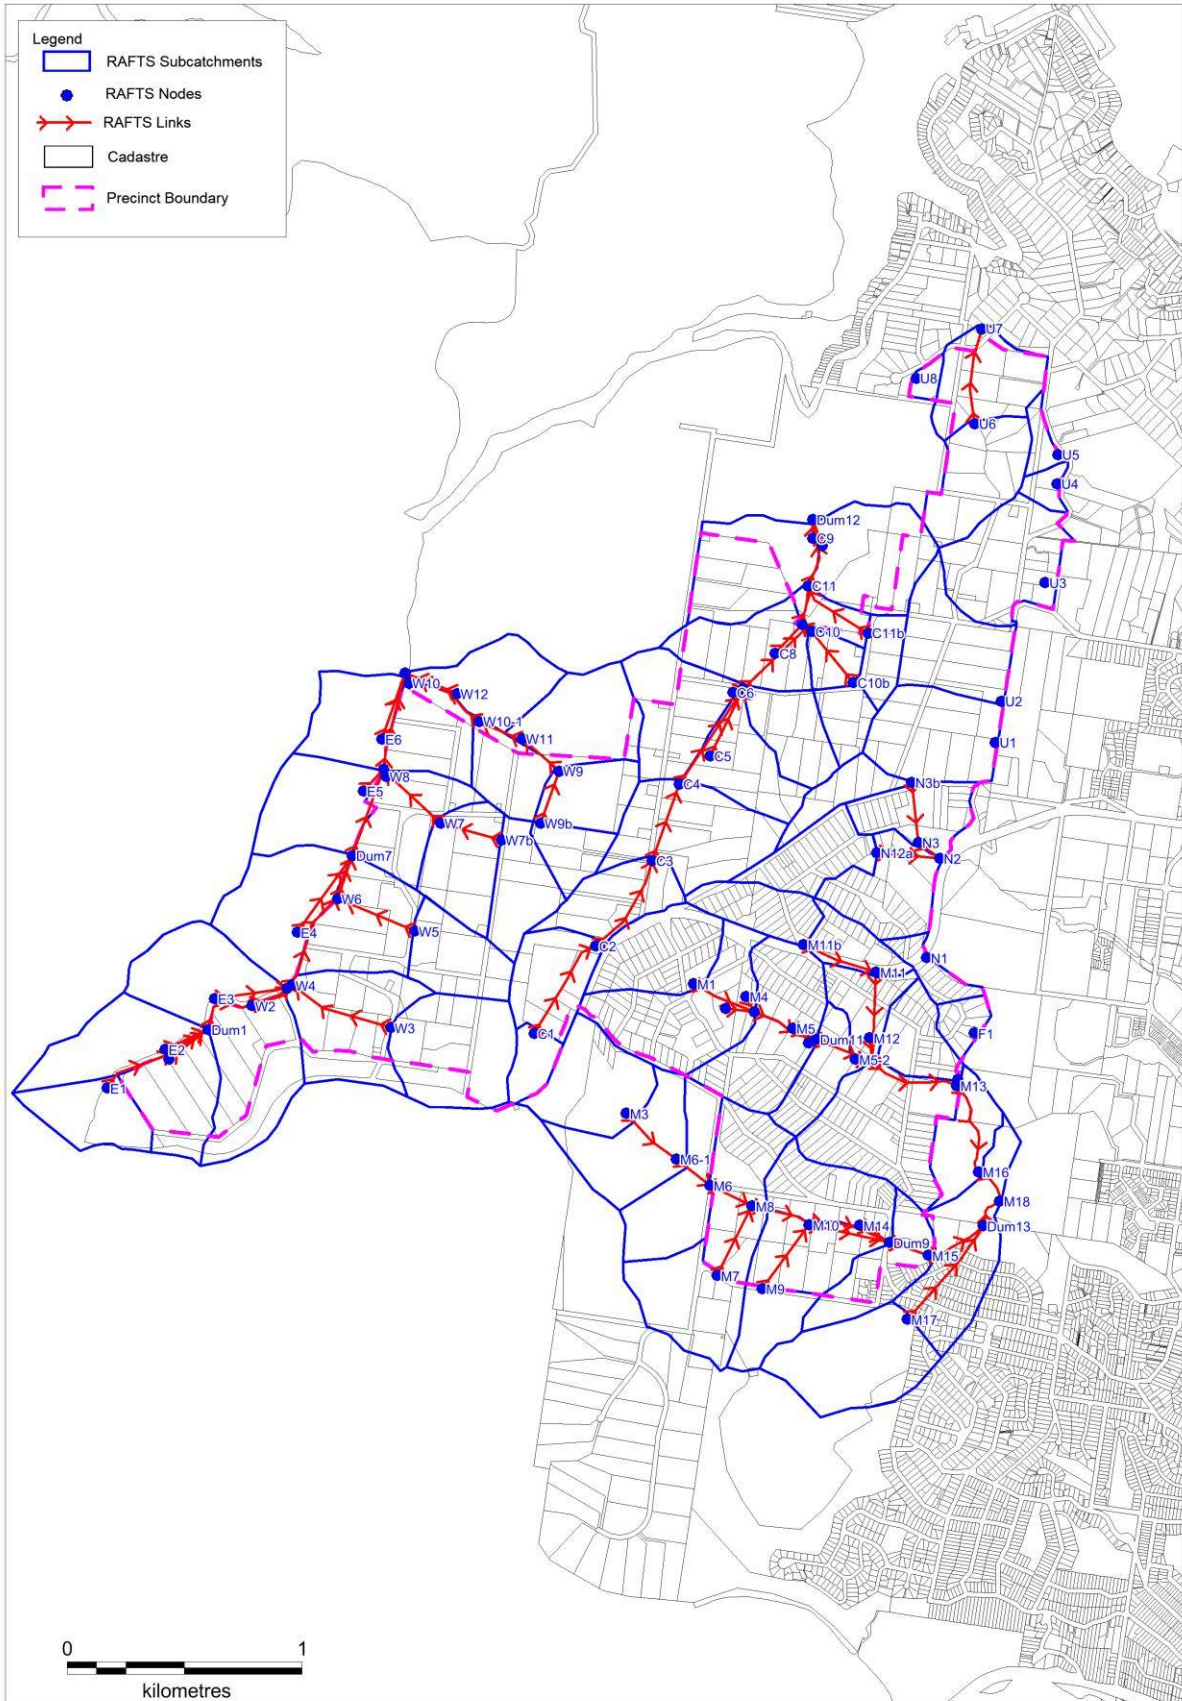 Legend
RAFTS Subcatchments
RAFTS Nodes
RAFTS Links
Cadastre
Precinct Boundary
U7
U8
U6
U5
U4
Dum12
C9
U3
C11
C10
C11b
C8
W10
W12
C6
C10b
U2
W10-1
E6
W11
U1
C5
W8
W9
C4
N3b
E5
W7
W9b
W7b
N3
Dum7
C3
N12a
N2
W6
E4
W5
C2
M11b
N1
M11
W4
M1
E3
W2
M4
Dum1
W3
C1
M5
F1
Dum11
M12
E2
M5-2
E1
M13
M3
M6-1
M16
M6
M18
M8
M10
M14
Dum13
Dum9
M15
M7
M9
M17
0 1
kilometres